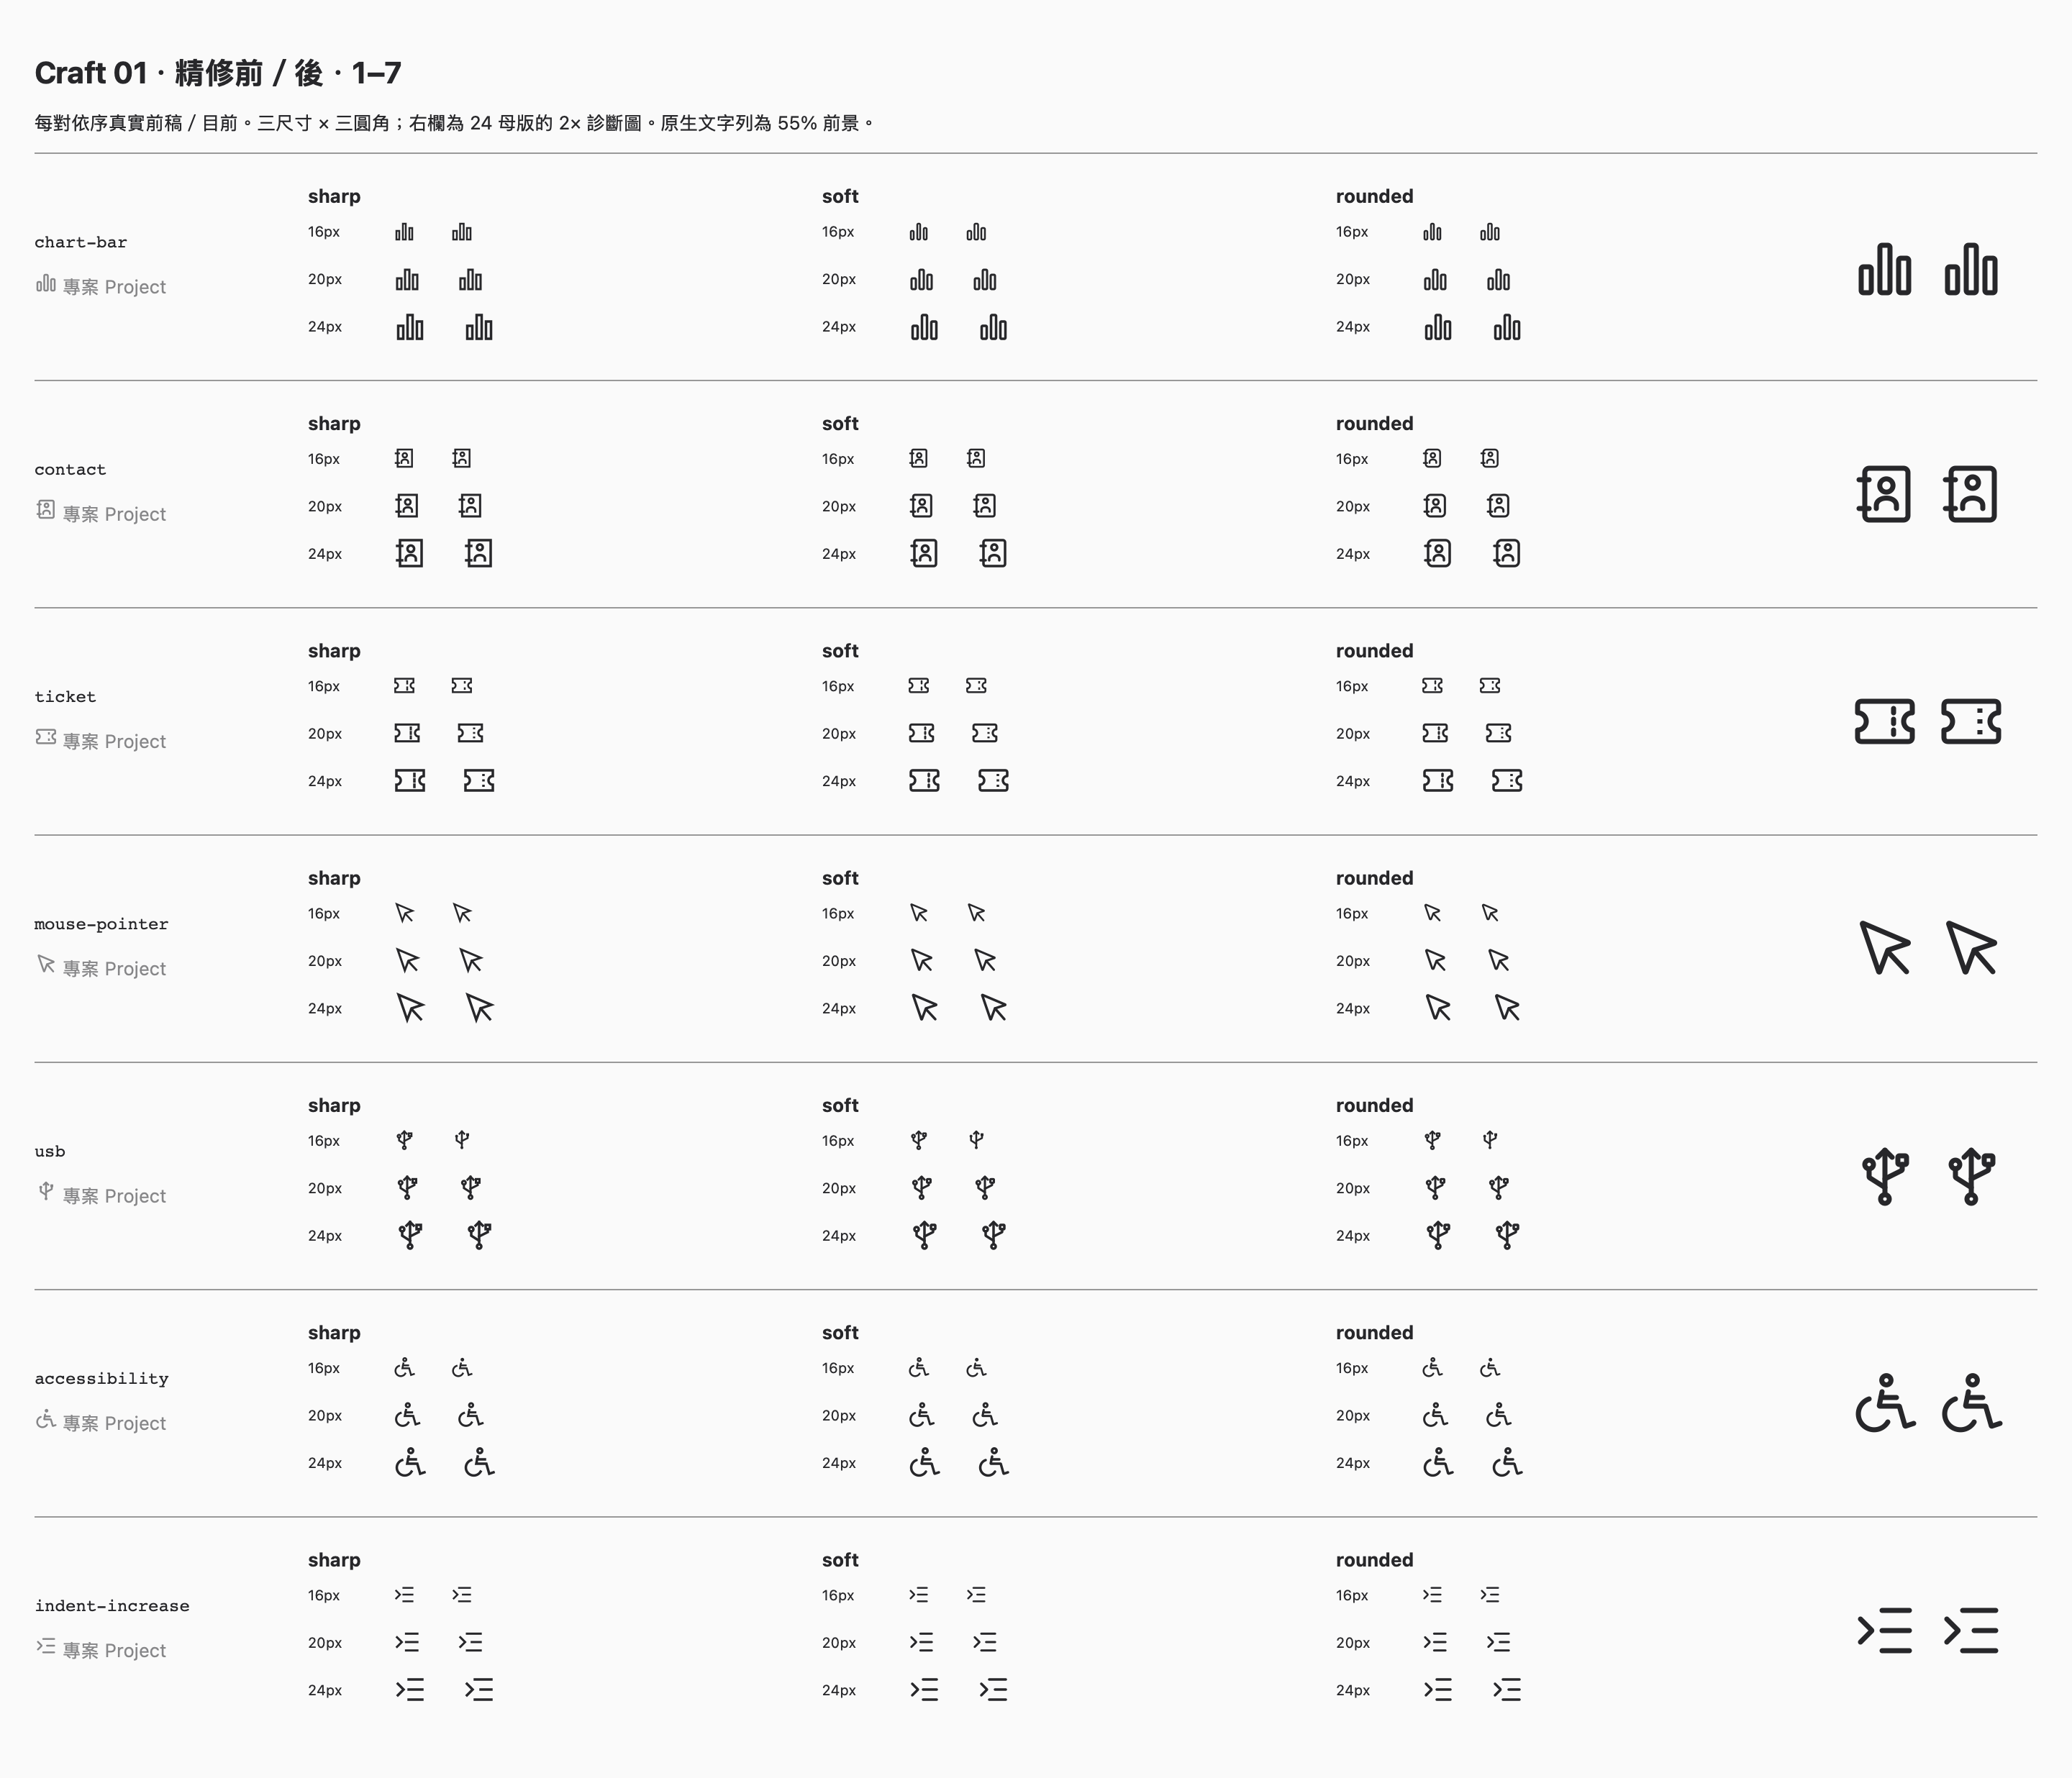 Craft 01 · 精修前 / 後 · 1–7
每對依序真實前稿 / 目前。三尺寸 × 三圓角；右欄為 24 母版的 2× 診斷圖。原生文字列為 55% 前景。
sharp soft rounded
16px 16px 16px
chart-bar
20px 20px 20px
專案 Project
24px 24px 24px
sharp soft rounded
16px 16px 16px
contact
20px 20px 20px
專案 Project
24px 24px 24px
sharp soft rounded
16px 16px 16px
ticket
20px 20px 20px
專案 Project
24px 24px 24px
sharp soft rounded
16px 16px 16px
mouse-pointer
20px 20px 20px
專案 Project
24px 24px 24px
sharp soft rounded
16px 16px 16px
usb
20px 20px 20px
專案 Project
24px 24px 24px
sharp soft rounded
16px 16px 16px
accessibility
20px 20px 20px
專案 Project
24px 24px 24px
sharp soft rounded
16px 16px 16px
indent-increase
20px 20px 20px
專案 Project
24px 24px 24px